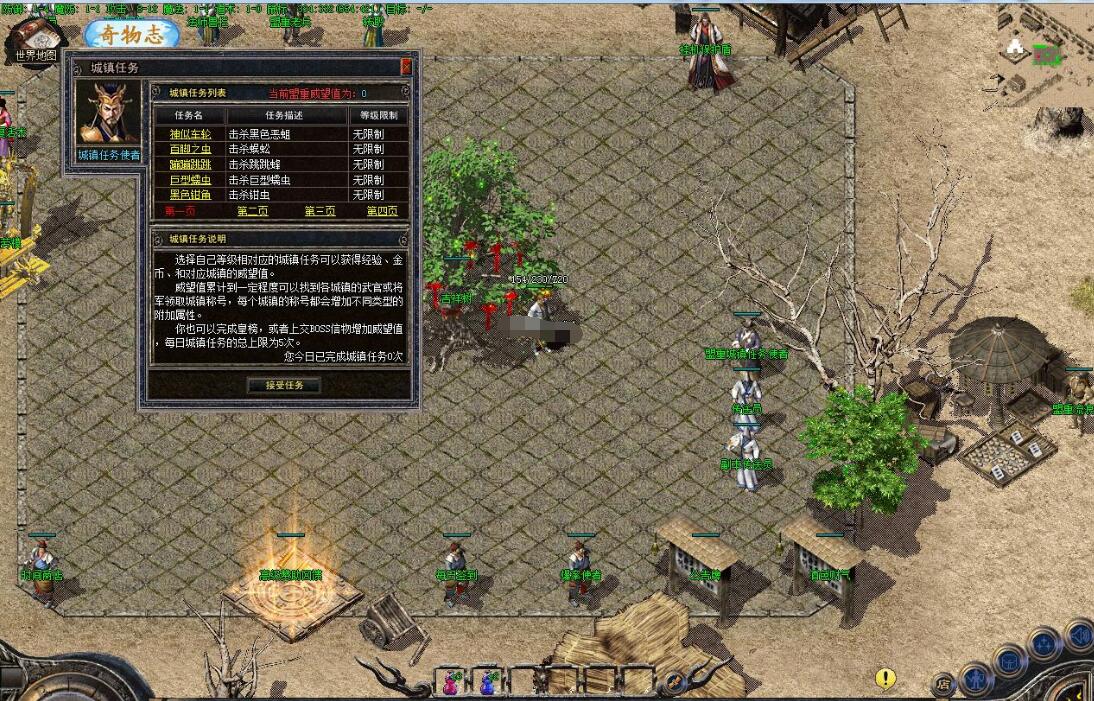 奇物志
世界地图
城镇任务
城镇任务使者
城镇任务列表 当前盟重威望值为: 0
任务名 任务描述 等级限制
神似车轮 击杀黑色恶蛆 无限制
百脚之虫 击杀蜈蚣 无限制
蹦蹦跳跳 击杀跳跳蜂 无限制
巨型蠕虫 击杀巨型蠕虫 无限制
黑色钳角 击杀钳虫 无限制
第一页 第二页 第三页 第四页
城镇任务说明
选择自己等级相对应的城镇任务可以获得经验、金
币、和对应城镇的威望值。
威望值累计到一定程度可以找到各城镇的武官或将
军领取城镇称号，每个城镇的称号都会增加不同类型的
附加属性。
你也可以完成皇榜，或者上交BOSS信物增加威望值
，每日城镇任务的总上限为5次。
您今日已完成城镇任务0次
接受任务
吉祥树
盟重城镇任务使者
传送员
副本传送员
每日签到
公告牌
酒色财气
店